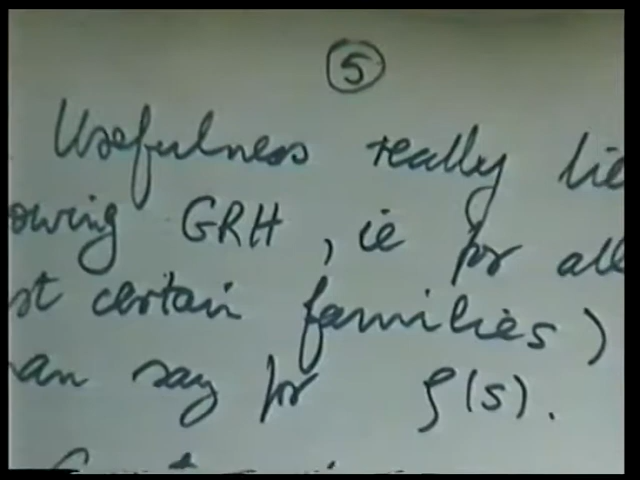 5
Usefulness really lie
owing GRH, ie for all
st certain families)
an say for ζ(s).